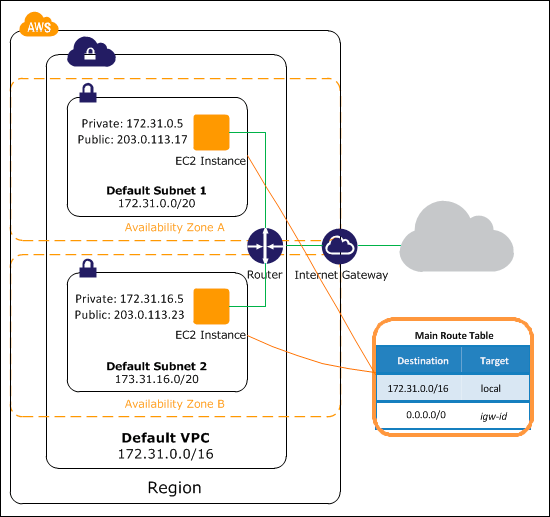 AWS
Private: 172.31.0.5
Public: 203.0.113.17
EC2 Instance
Default Subnet 1
172.31.0.0/20
Availability Zone A
Router
Internet Gateway
Private: 172.31.16.5
Public: 203.0.113.23
EC2 Instance
Default Subnet 2
173.31.16.0/20
Availability Zone B
Default VPC
172.31.0.0/16
Region
Main Route Table
Destination Target
172.31.0.0/16 local
0.0.0.0/0 igw-id